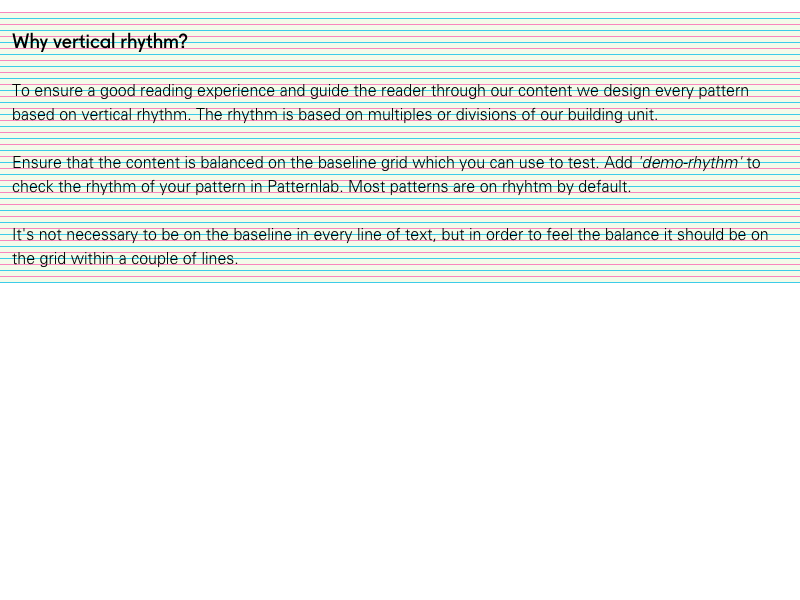 Why vertical rhythm?
To ensure a good reading experience and guide the reader through our content we design every pattern
based on vertical rhythm. The rhythm is based on multiples or divisions of our building unit.
Ensure that the content is balanced on the baseline grid which you can use to test. Add 'demo-rhythm' to
check the rhythm of your pattern in Patternlab. Most patterns are on rhyhtm by default.
It's not necessary to be on the baseline in every line of text, but in order to feel the balance it should be on
the grid within a couple of lines.